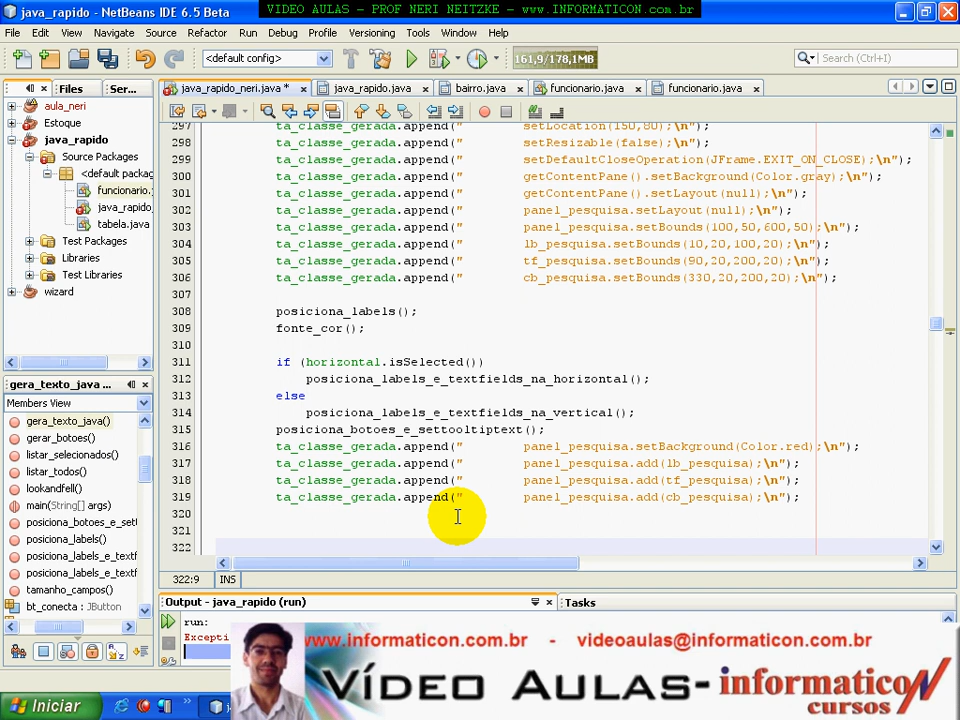 java_rapido - NetBeans IDE 6.5 Beta
VIDEO AULAS - PROF NERI NEITZKE - www.INFORMATICON.com.br
File Edit View Navigate Source Refactor Run Debug Profile Versioning Tools Window Help
<default config>
161,9/178,1MB
Search (Ctrl+I)
Files Ser...
java_rapido_neri.java * java_rapido.java bairro.java funcionario.java funcionario.java
aula_neri
Estoque
java_rapido
Source Packages
<default packag
funcionario.
java_rapido_
tabela.java
Test Packages
Libraries
Test Libraries
wizard
297 ta_classe_gerada.append(" setLocation(150,80);\n");
298 ta_classe_gerada.append(" setResizable(false);\n");
299 ta_classe_gerada.append(" setDefaultCloseOperation(JFrame.EXIT_ON_CLOSE);\n");
300 ta_classe_gerada.append(" getContentPane().setBackground(Color.gray);\n");
301 ta_classe_gerada.append(" getContentPane().setLayout(null);\n");
302 ta_classe_gerada.append(" panel_pesquisa.setLayout(null);\n");
303 ta_classe_gerada.append(" panel_pesquisa.setBounds(100,50,600,50);\n");
304 ta_classe_gerada.append(" lb_pesquisa.setBounds(10,20,100,20);\n");
305 ta_classe_gerada.append(" tf_pesquisa.setBounds(90,20,200,20);\n");
306 ta_classe_gerada.append(" cb_pesquisa.setBounds(330,20,200,20);\n");
307
308 posiciona_labels();
309 fonte_cor();
310
311 if (horizontal.isSelected())
312 posiciona_labels_e_textfields_na_horizontal();
313 else
314 posiciona_labels_e_textfields_na_vertical();
315 posiciona_botoes_e_settooltiptext();
316 ta_classe_gerada.append(" panel_pesquisa.setBackground(Color.red);\n");
317 ta_classe_gerada.append(" panel_pesquisa.add(lb_pesquisa);\n");
318 ta_classe_gerada.append(" panel_pesquisa.add(tf_pesquisa);\n");
319 ta_classe_gerada.append(" panel_pesquisa.add(cb_pesquisa);\n");
320
321
322
gera_texto_java ...
Members View
gera_texto_java()
gerar_botoes()
listar_selecionados()
listar_todos()
lookandfell()
main(String[] args)
posiciona_botoes_e_sett
posiciona_labels()
posiciona_labels_e_textf
posiciona_labels_e_textf
tamanho_campos()
bt_conecta : JButton
322:9 INS
Output - java_rapido (run)
Tasks
run:
Excepti
www.informaticon.com.br - videoaulas@informaticon.com.br
VÍDEO AULAS- informaticon
cursos
Iniciar